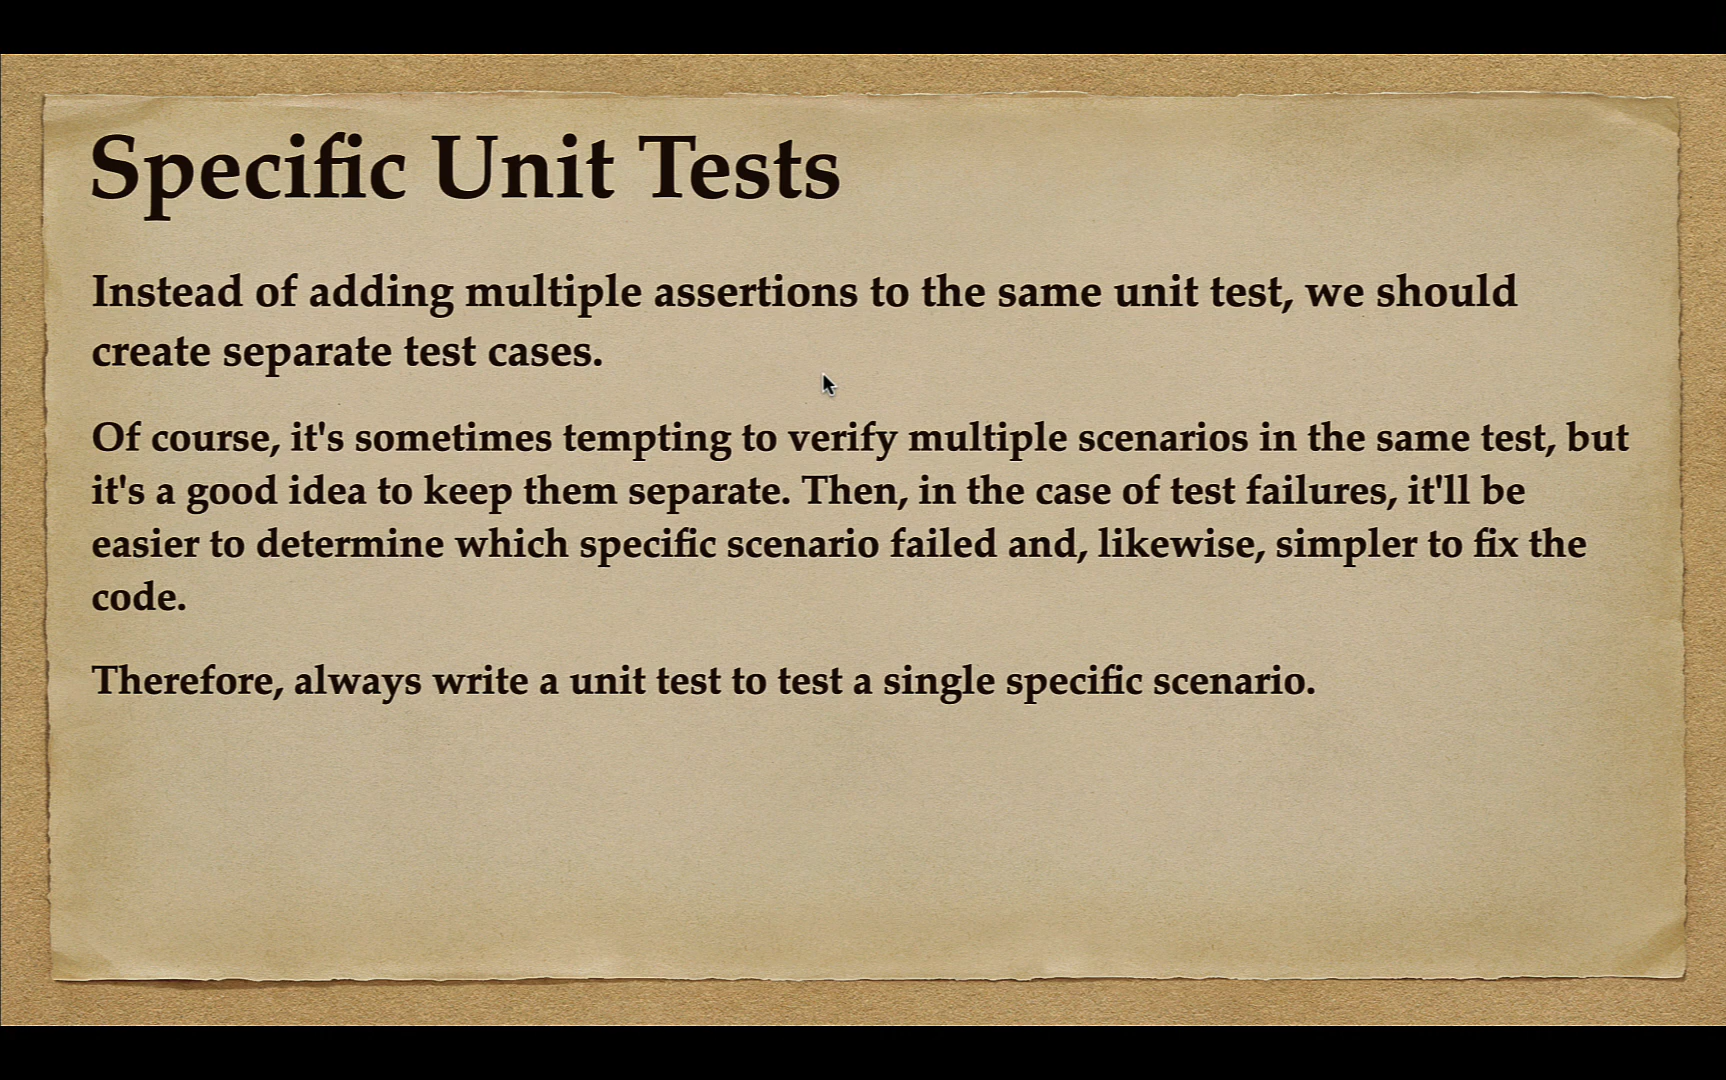 Specific Unit Tests
Instead of adding multiple assertions to the same unit test, we should
create separate test cases.
Of course, it's sometimes tempting to verify multiple scenarios in the same test, but
it's a good idea to keep them separate. Then, in the case of test failures, it'll be
easier to determine which specific scenario failed and, likewise, simpler to fix the
code.
Therefore, always write a unit test to test a single specific scenario.